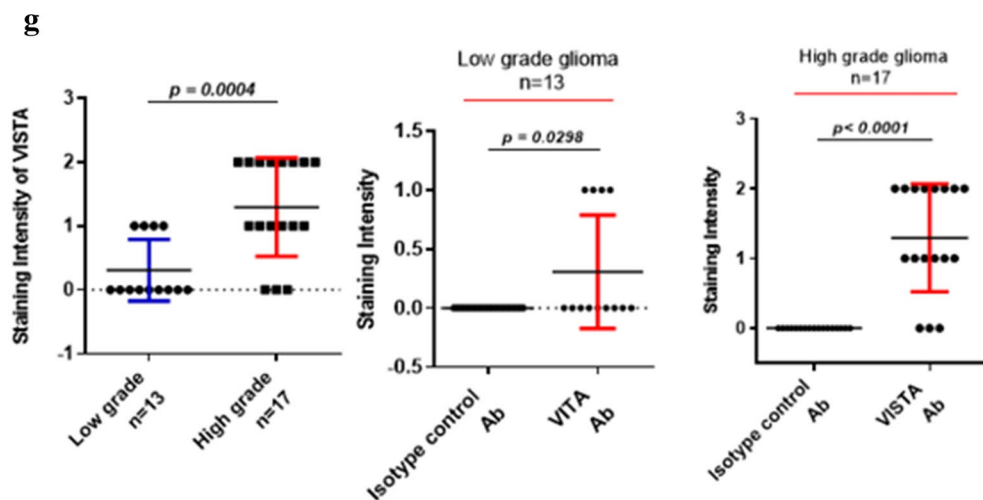 g
p = 0.0004
Staining Intensity of VISTA
3
2
1
0
-1
Low grade
n=13
High grade
n=17
Low grade glioma
n=13
p = 0.0298
Staining Intensity
1.5
1.0
0.5
0.0
-0.5
Isotype control
Ab
VITA
Ab
High grade glioma
n=17
p< 0.0001
Staining Intensity
3
2
1
0
Isotype control
Ab
VISTA
Ab